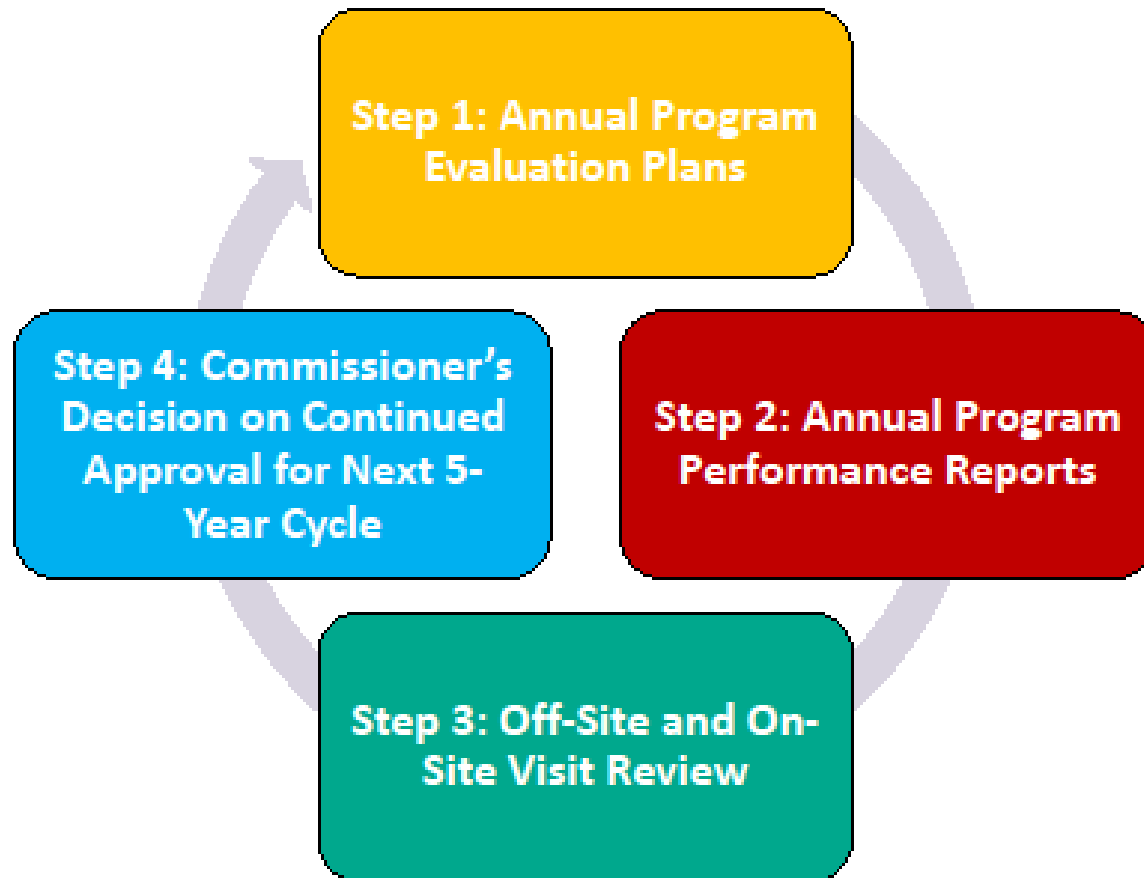 Step 1: Annual Program
Evaluation Plans
Step 2: Annual Program
Performance Reports
Step 3: Off-Site and On-
Site Visit Review
Step 4: Commissioner’s
Decision on Continued
Approval for Next 5-
Year Cycle